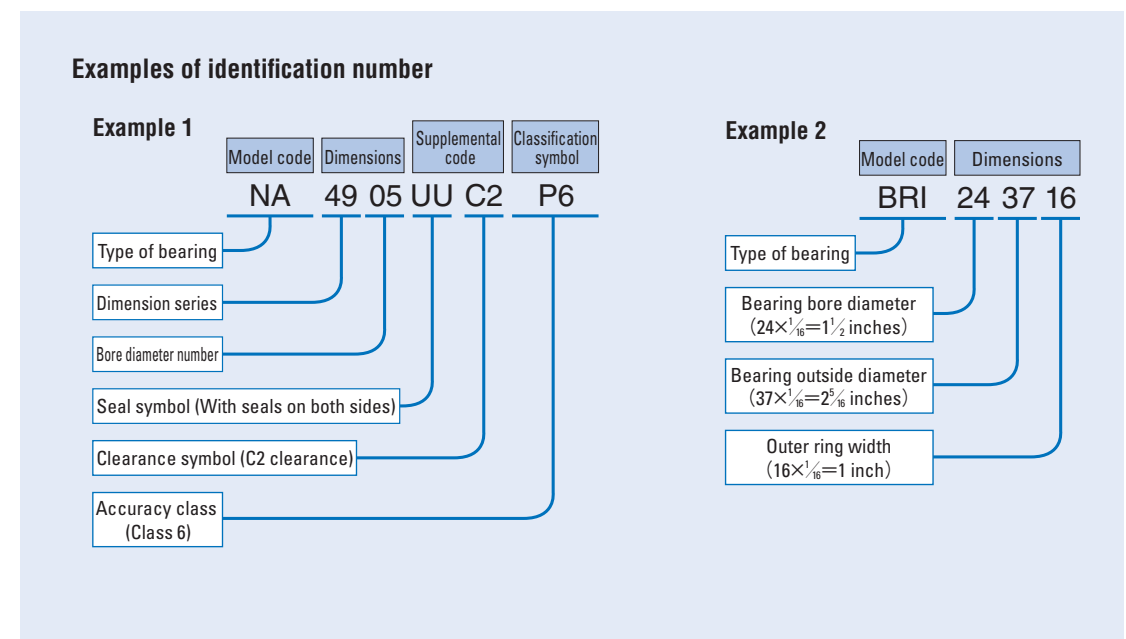 Examples of identification number
Example 1
Model code
Dimensions
Supplemental
code
Classification
symbol
NA 49 05 UU C2 P6
Type of bearing
Dimension series
Bore diameter number
Seal symbol (With seals on both sides)
Clearance symbol (C2 clearance)
Accuracy class
(Class 6)
Example 2
Model code
Dimensions
BRI 24 37 16
Type of bearing
Bearing bore diameter
（24×1⁄16=1 1⁄2 inches）
Bearing outside diameter
（37×1⁄16=2 5⁄16 inches）
Outer ring width
（16×1⁄16=1 inch）